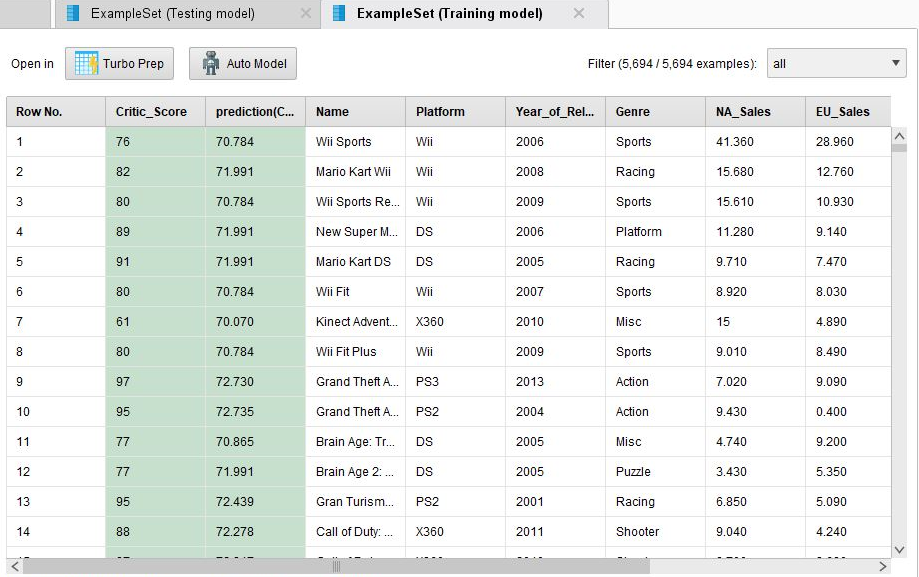 ExampleSet (Testing model) ExampleSet (Training model)
Open in Turbo Prep Auto Model Filter (5,694 / 5,694 examples): all
Row No. Critic_Score prediction(C... Name Platform Year_of_Rel... Genre NA_Sales EU_Sales
1 76 70.784 Wii Sports Wii 2006 Sports 41.360 28.960
2 82 71.991 Mario Kart Wii Wii 2008 Racing 15.680 12.760
3 80 70.784 Wii Sports Re... Wii 2009 Sports 15.610 10.930
4 89 71.991 New Super M... DS 2006 Platform 11.280 9.140
5 91 71.991 Mario Kart DS DS 2005 Racing 9.710 7.470
6 80 70.784 Wii Fit Wii 2007 Sports 8.920 8.030
7 61 70.070 Kinect Advent... X360 2010 Misc 15 4.890
8 80 70.784 Wii Fit Plus Wii 2009 Sports 9.010 8.490
9 97 72.730 Grand Theft A... PS3 2013 Action 7.020 9.090
10 95 72.735 Grand Theft A... PS2 2004 Action 9.430 0.400
11 77 70.865 Brain Age: Tr... DS 2005 Misc 4.740 9.200
12 77 71.991 Brain Age 2: ... DS 2005 Puzzle 3.430 5.350
13 95 72.439 Gran Turism... PS2 2001 Racing 6.850 5.090
14 88 72.278 Call of Duty: ... X360 2011 Shooter 9.040 4.240